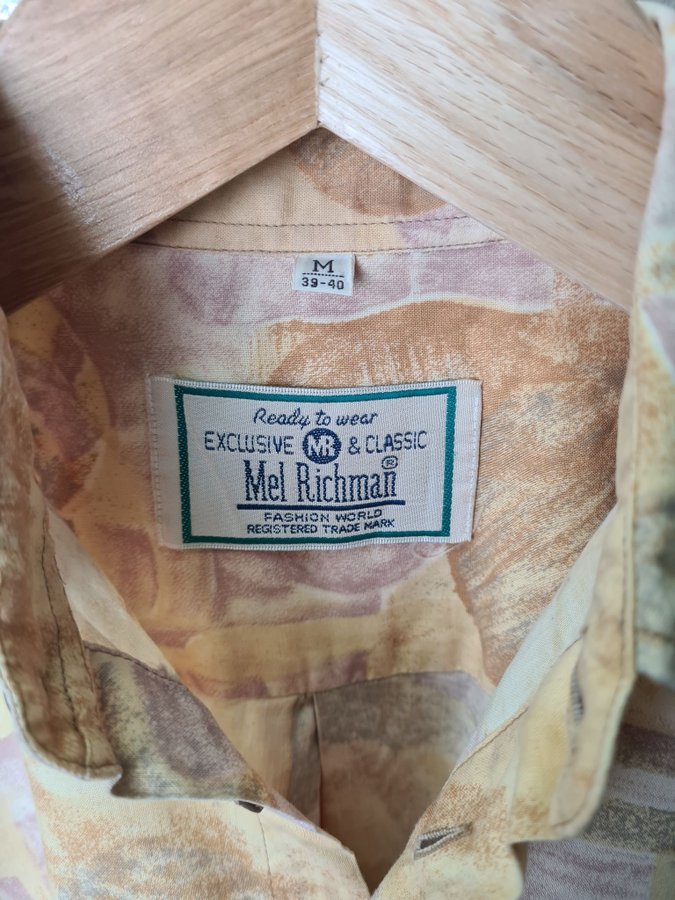 M
39-40
Ready to wear
EXCLUSIVE MR & CLASSIC
Mel Richman®
FASHION WORLD
REGISTERED TRADE MARK